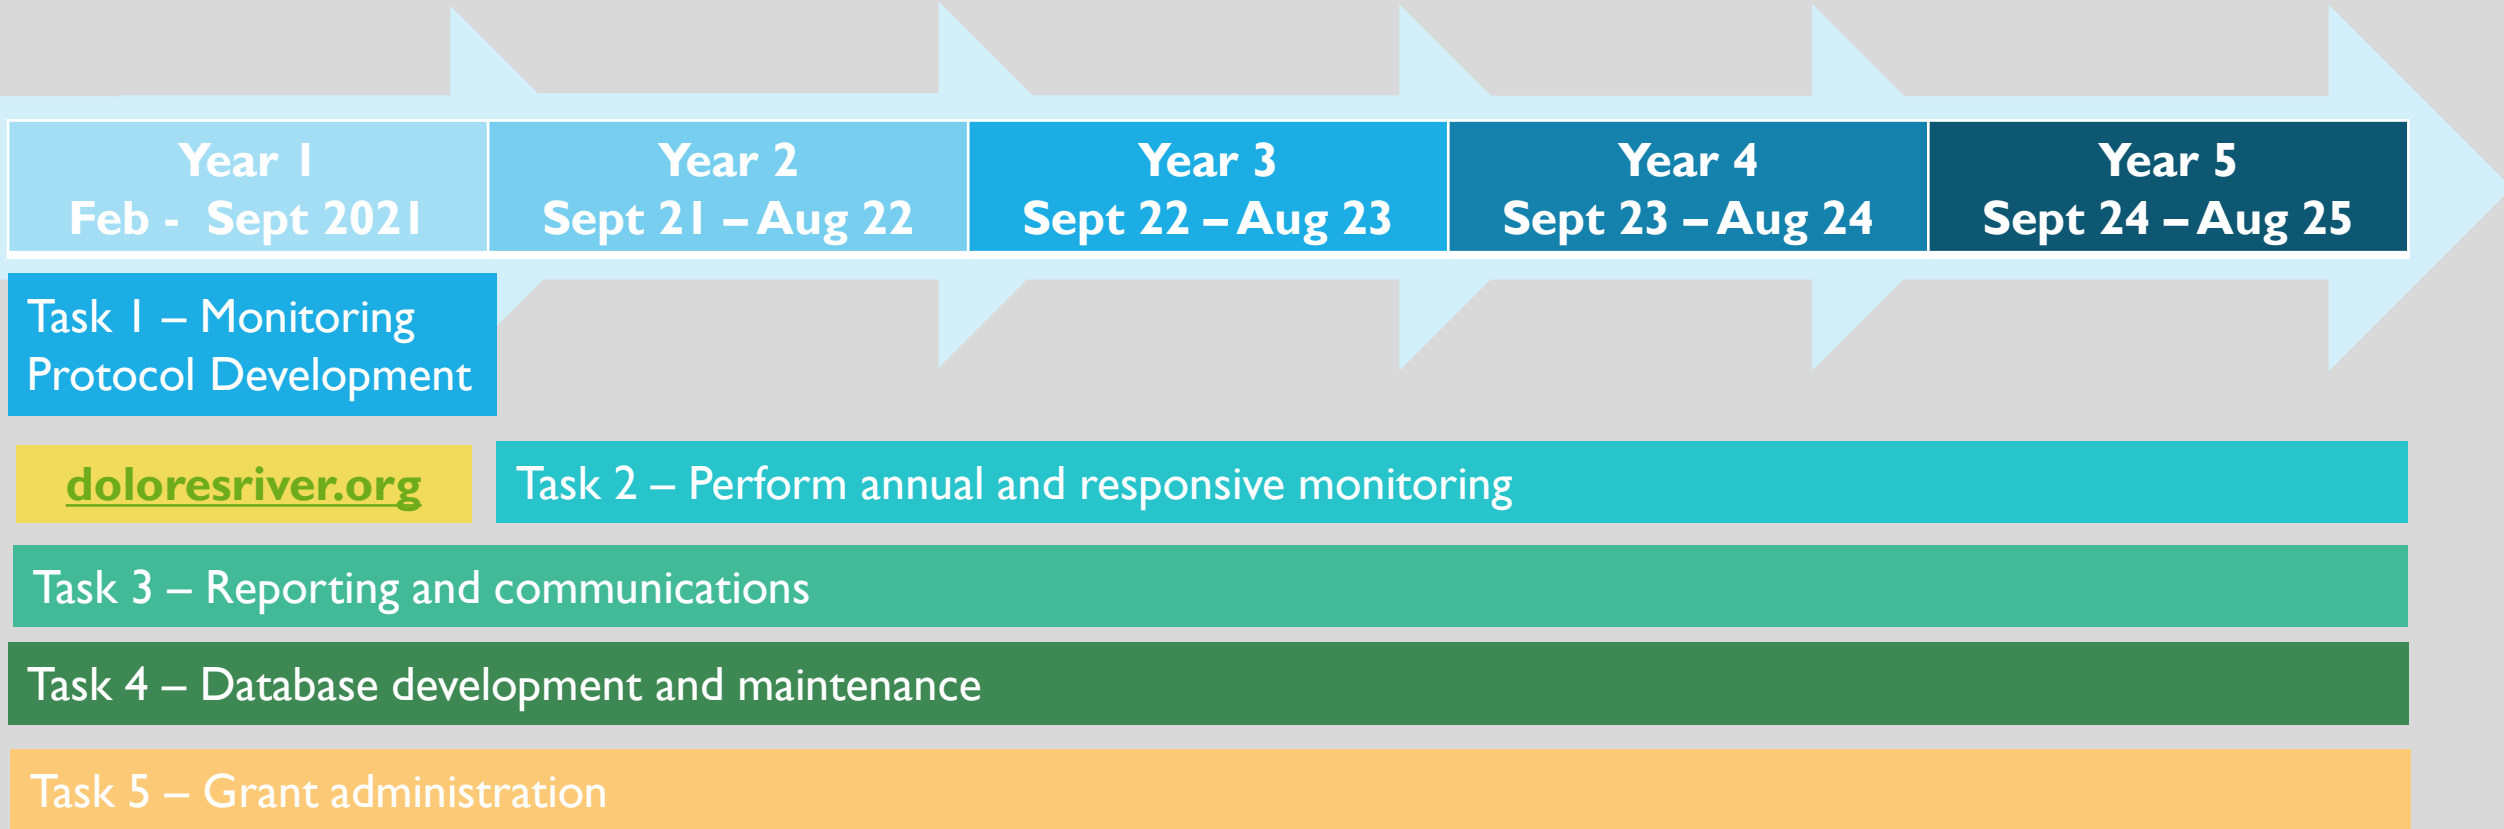 Year 1
Feb - Sept 2021
Year 2
Sept 21 – Aug 22
Year 3
Sept 22 – Aug 23
Year 4
Sept 23 – Aug 24
Year 5
Sept 24 – Aug 25
Task 1 – Monitoring
Protocol Development
doloresriver.org
Task 2 – Perform annual and responsive monitoring
Task 3 – Reporting and communications
Task 4 – Database development and maintenance
Task 5 – Grant administration